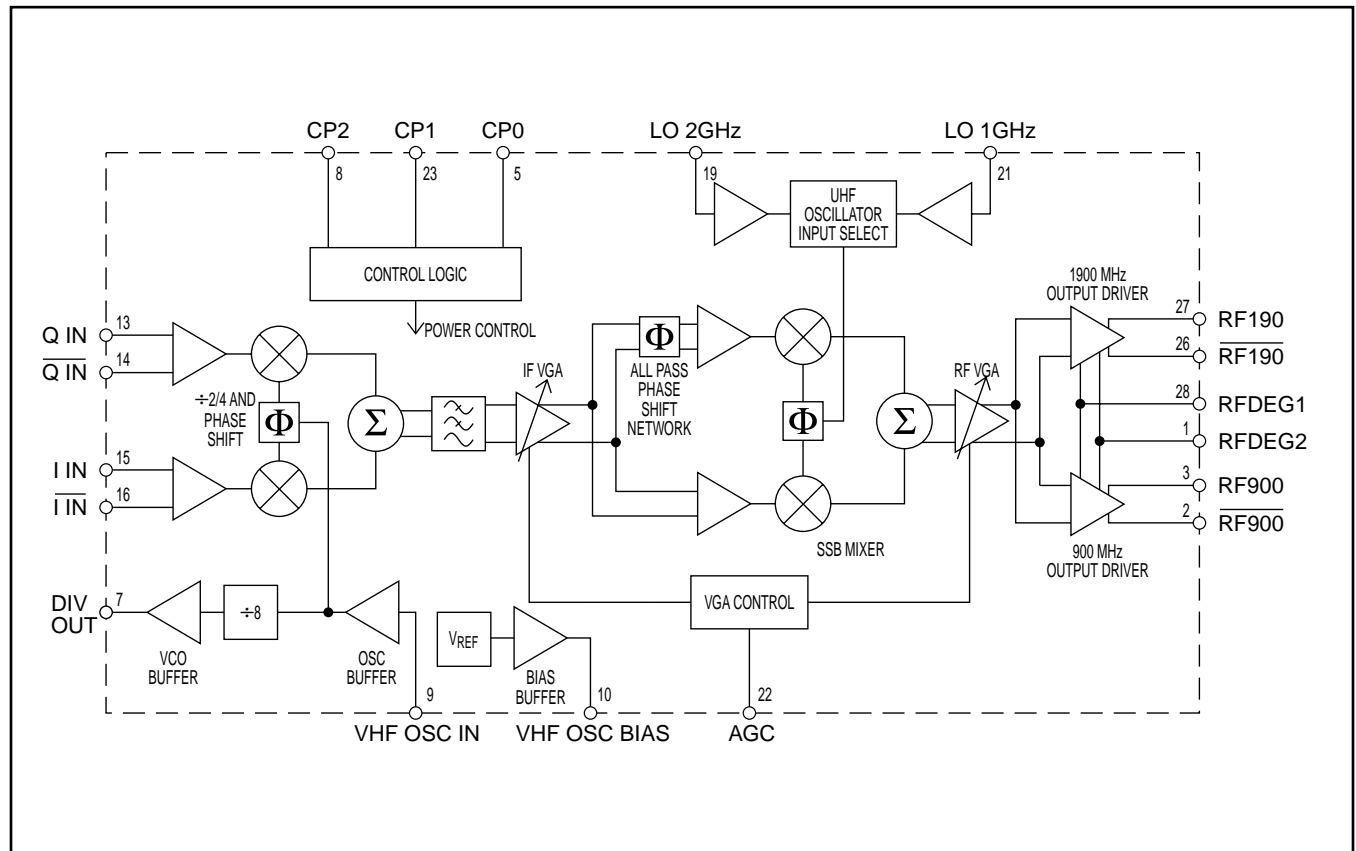 CP2
CP1
CP0
LO 2GHz
LO 1GHz
8
23
5
19
21
UHF
OSCILLATOR
INPUT SELECT
CONTROL LOGIC
POWER CONTROL
1900 MHz
OUTPUT DRIVER
Q IN
13
Q IN
14
27
RF190
26
RF190
÷2/4 AND
PHASE
SHIFT
Φ
Σ
IF VGA
Φ
ALL PASS
PHASE
SHIFT
NETWORK
Φ
Σ
RF VGA
28
RFDEG1
1
RFDEG2
I IN
15
I IN
16
3
RF900
2
RF900
SSB MIXER
900 MHz
OUTPUT DRIVER
DIV
OUT
7
÷8
VCO
BUFFER
OSC
BUFFER
VREF
BIAS
BUFFER
VGA CONTROL
9
10
22
VHF OSC IN
VHF OSC BIAS
AGC